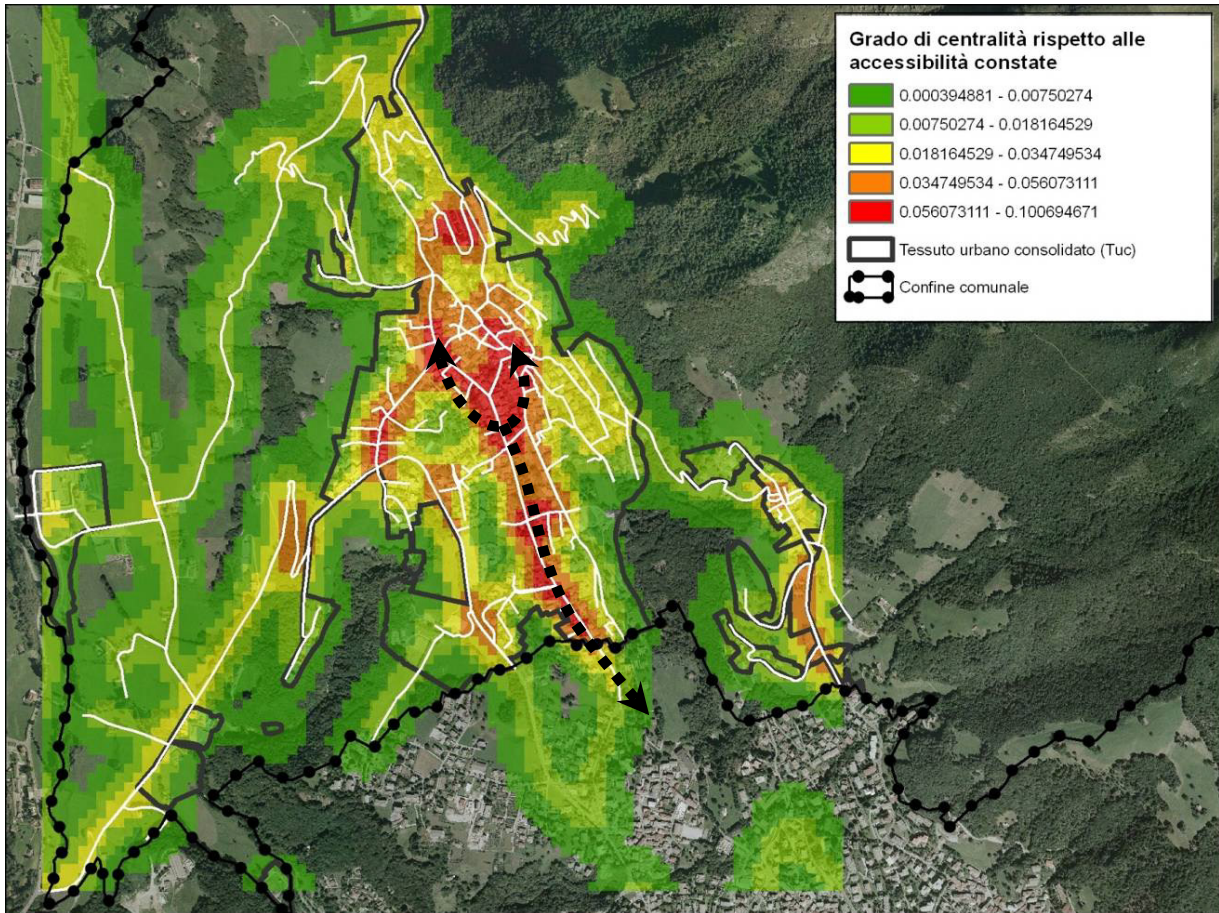 Grado di centralità rispetto alle
accessibilità constate
0.000394881 - 0.00750274
0.00750274 - 0.018164529
0.018164529 - 0.034749534
0.034749534 - 0.056073111
0.056073111 - 0.100694671
Tessuto urbano consolidato (Tuc)
Confine comunale